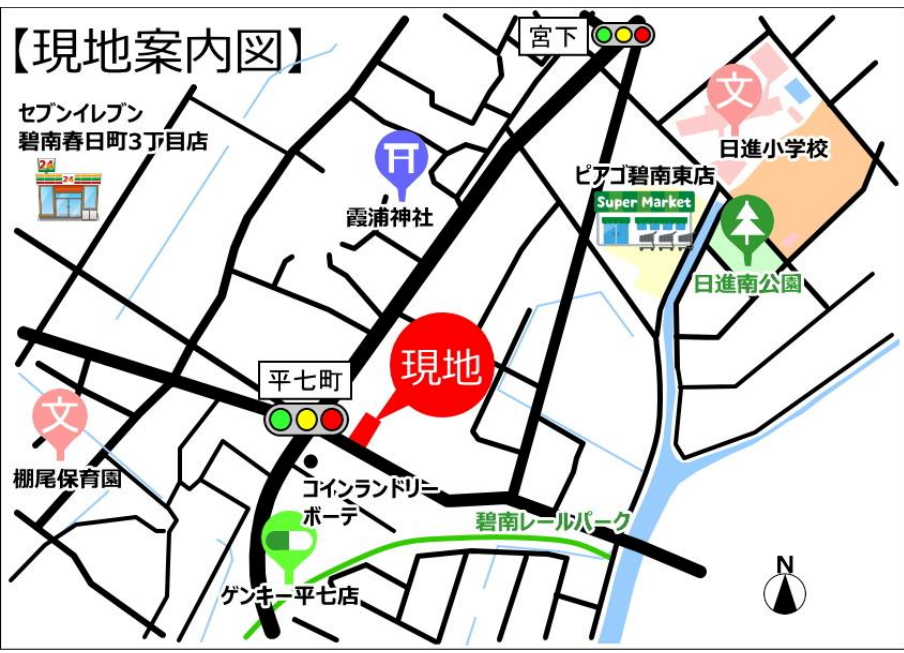 【現地案内図】
宮下
セブンイレブン
碧南春日町3丁目店
24
24
文
日進小学校
霞浦神社
ピアゴ碧南東店
Super Market
日進南公園
現地
平七町
文
棚尾保育園
コインランドリー
ボーテ
碧南レールパーク
ゲンキー平七店
N